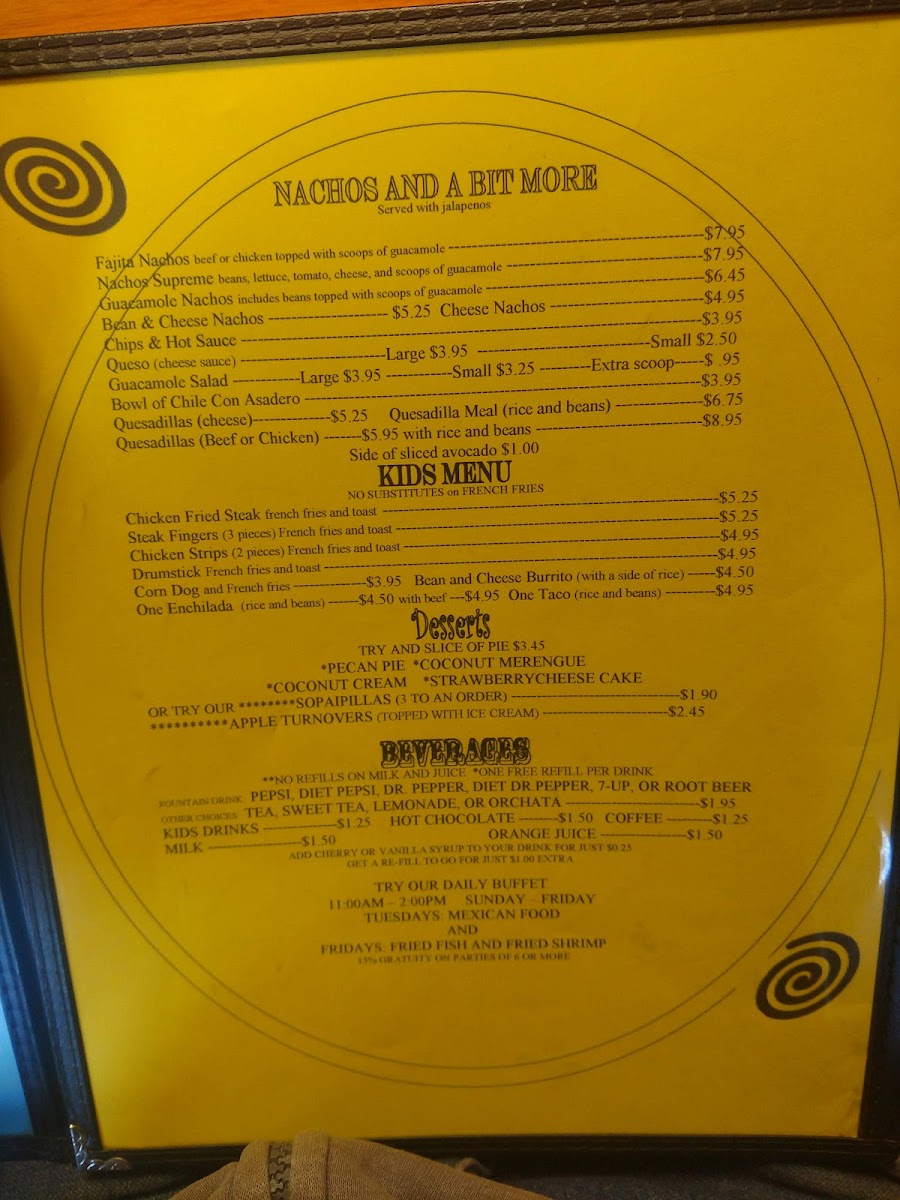 NACHOS AND A BIT MORE
Served with jalapenos
Fajita Nachos beef or chicken topped with scoops of guacamole ----------$7.95
Nachos Supreme beans, lettuce, tomato, cheese, and scoops of guacamole ----------$7.95
Guacamole Nachos includes beans topped with scoops of guacamole ----------$6.45
Bean & Cheese Nachos ---------- $5.25 Cheese Nachos ----------$4.95
Chips & Hot Sauce ----------$3.95
Queso (cheese sauce) ----------Large $3.95 ----------Small $2.50
Guacamole Salad ----------Large $3.95 ----------Small $3.25 ----------Extra scoop-----$ .95
Bowl of Chile Con Asadero ----------$3.95
Quesadillas (cheese)----------$5.25 Quesadilla Meal (rice and beans) ----------$6.75
Quesadillas (Beef or Chicken) -------$5.95 with rice and beans ----------$8.95
Side of sliced avocado $1.00
KIDS MENU
NO SUBSTITUTES on FRENCH FRIES
Chicken Fried Steak french fries and toast ----------$5.25
Steak Fingers (3 pieces) French fries and toast ----------$5.25
Chicken Strips (2 pieces) French fries and toast ----------$4.95
Drumstick French fries and toast ----------$4.95
Corn Dog and French fries ----------$3.95 Bean and Cheese Burrito (with a side of rice) ------$4.50
One Enchilada (rice and beans) ------$4.50 with beef ---$4.95 One Taco (rice and beans) ----------$4.95
Desserts
TRY AND SLICE OF PIE $3.45
*PECAN PIE *COCONUT MERENGUE
*COCONUT CREAM *STRAWBERRYCHEESE CAKE
OR TRY OUR ********SOPAIPILLAS (3 TO AN ORDER) ----------$1.90
**********APPLE TURNOVERS (TOPPED WITH ICE CREAM) ----------$2.45
BEVERAGES
**NO REFILLS ON MILK AND JUICE *ONE FREE REFILL PER DRINK
FOUNTAIN DRINK PEPSI, DIET PEPSI, DR. PEPPER, DIET DR.PEPPER, 7-UP, OR ROOT BEER
OTHER CHOICES TEA, SWEET TEA, LEMONADE, OR ORCHATA ----------$1.95
KIDS DRINKS ----------$1.25 HOT CHOCOLATE --------$1.50 COFFEE ---------$1.25
MILK ----------$1.50 ORANGE JUICE ----------$1.50
ADD CHERRY OR VANILLA SYRUP TO YOUR DRINK FOR JUST $0.25
GET A RE-FILL TO GO FOR JUST $1.00 EXTRA
TRY OUR DAILY BUFFET
11:00AM – 2:00PM SUNDAY – FRIDAY
TUESDAYS: MEXICAN FOOD
AND
FRIDAYS: FRIED FISH AND FRIED SHRIMP
15% GRATUITY ON PARTIES OF 6 OR MORE